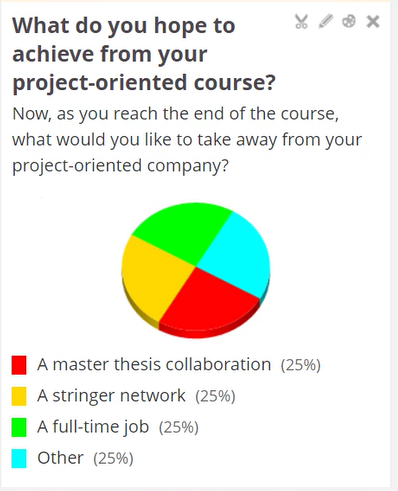 What do you hope to
achieve from your
project-oriented course?
Now, as you reach the end of the course,
what would you like to take away from your
project-oriented company?
A master thesis collaboration (25%)
A stringer network (25%)
A full-time job (25%)
Other (25%)